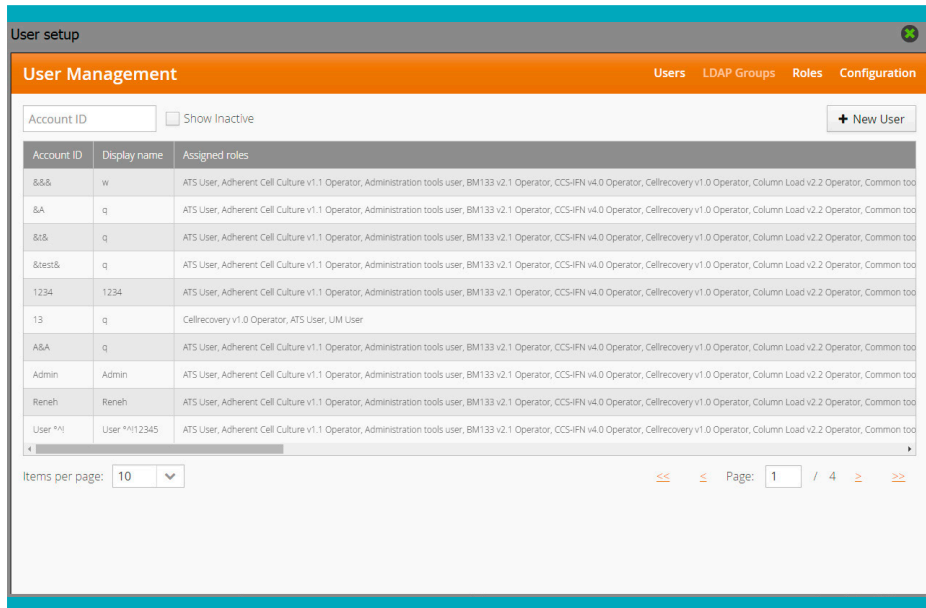 User setup
User Management Users LDAP Groups Roles Configuration
Account ID Show Inactive + New User
Account ID Display name Assigned roles
&&& w ATS User, Adherent Cell Culture v1.1 Operator, Administration tools user, BM133 v2.1 Operator, CCS-IFN v4.0 Operator, Cellrecovery v1.0 Operator, Column Load v2.2 Operator, Common too
&A q ATS User, Adherent Cell Culture v1.1 Operator, Administration tools user, BM133 v2.1 Operator, CCS-IFN v4.0 Operator, Cellrecovery v1.0 Operator, Column Load v2.2 Operator, Common too
&t& q ATS User, Adherent Cell Culture v1.1 Operator, Administration tools user, BM133 v2.1 Operator, CCS-IFN v4.0 Operator, Cellrecovery v1.0 Operator, Column Load v2.2 Operator, Common too
&test& q ATS User, Adherent Cell Culture v1.1 Operator, Administration tools user, BM133 v2.1 Operator, CCS-IFN v4.0 Operator, Cellrecovery v1.0 Operator, Column Load v2.2 Operator, Common too
1234 1234 ATS User, Adherent Cell Culture v1.1 Operator, Administration tools user, BM133 v2.1 Operator, CCS-IFN v4.0 Operator, Cellrecovery v1.0 Operator, Column Load v2.2 Operator, Common too
13 q Cellrecovery v1.0 Operator, ATS User, UM User
A&A q ATS User, Adherent Cell Culture v1.1 Operator, Administration tools user, BM133 v2.1 Operator, CCS-IFN v4.0 Operator, Cellrecovery v1.0 Operator, Column Load v2.2 Operator, Common too
Admin Admin ATS User, Adherent Cell Culture v1.1 Operator, Administration tools user, BM133 v2.1 Operator, CCS-IFN v4.0 Operator, Cellrecovery v1.0 Operator, Column Load v2.2 Operator, Common too
Reneh Reneh ATS User, Adherent Cell Culture v1.1 Operator, Administration tools user, BM133 v2.1 Operator, CCS-IFN v4.0 Operator, Cellrecovery v1.0 Operator, Column Load v2.2 Operator, Common too
User °^! User °^!12345 ATS User, Adherent Cell Culture v1.1 Operator, Administration tools user, BM133 v2.1 Operator, CCS-IFN v4.0 Operator, Cellrecovery v1.0 Operator, Column Load v2.2 Operator, Common too
Items per page: 10 << < Page: 1 / 4 > >>